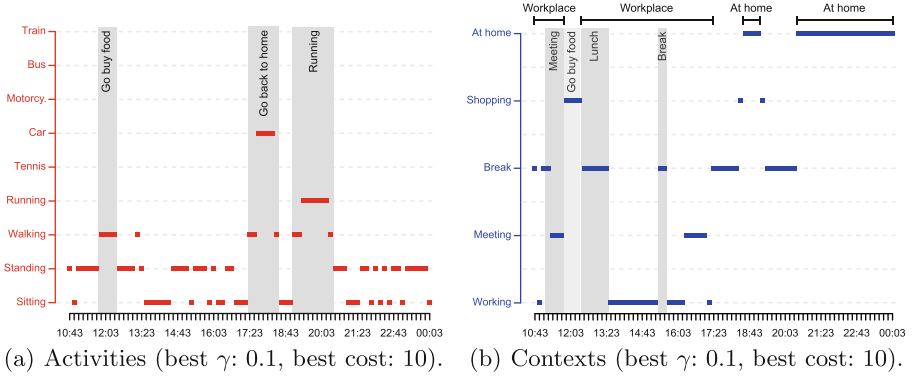 Train
Bus
Motorcy.
Car
Tennis
Running
Walking
Standing
Sitting
Go buy food
Go back to home
Running
10:43 12:03 13:23 14:43 16:03 17:23 18:43 20:03 21:23 22:43 00:03
(a) Activities (best γ: 0.1, best cost: 10).
Workplace Workplace At home At home
At home
Shopping
Break
Meeting
Working
Meeting
Go buy food
Lunch
Break
10:43 12:03 13:23 14:43 16:03 17:23 18:43 20:03 21:23 22:43 00:03
(b) Contexts (best γ: 0.1, best cost: 10).